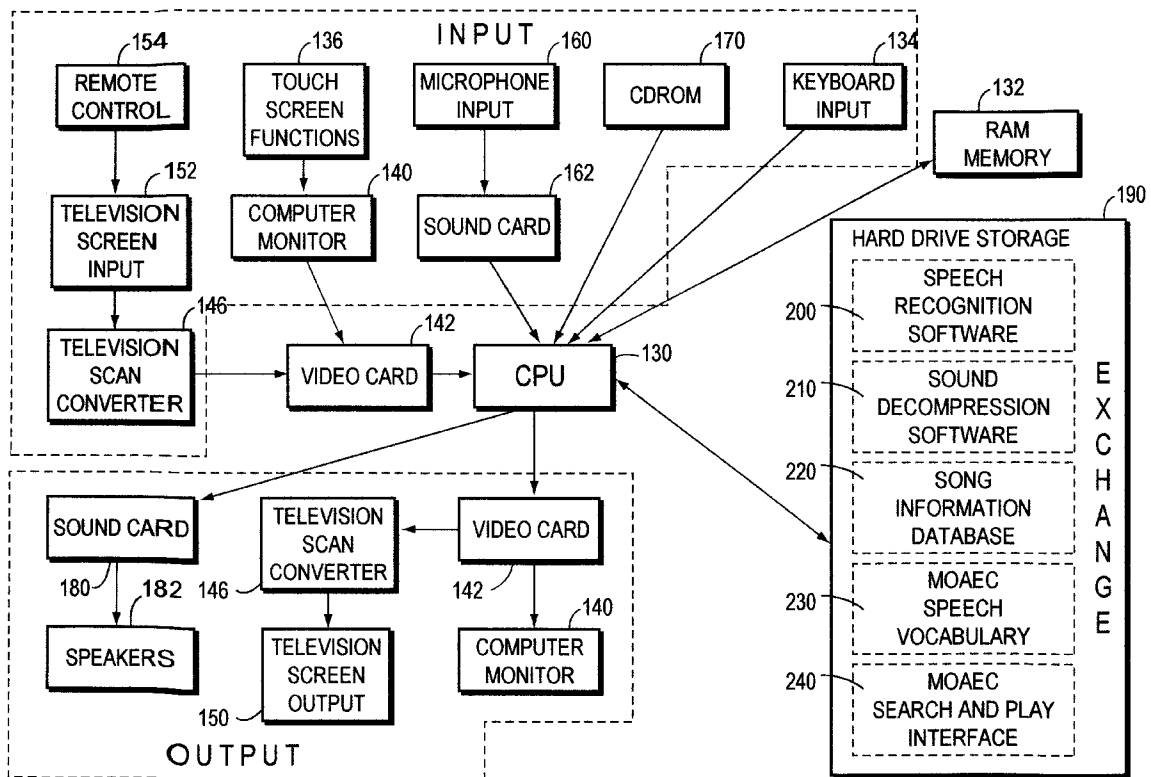 INPUT
154
REMOTE
CONTROL
136
TOUCH
SCREEN
FUNCTIONS
160
MICROPHONE
INPUT
170
CDROM
134
KEYBOARD
INPUT
132
RAM
MEMORY
152
TELEVISION
SCREEN
INPUT
140
COMPUTER
MONITOR
162
SOUND CARD
146
TELEVISION
SCAN
CONVERTER
142
VIDEO CARD
130
CPU
190
HARD DRIVE STORAGE
200
SPEECH
RECOGNITION
SOFTWARE
210
SOUND
DECOMPRESSION
SOFTWARE
220
SONG
INFORMATION
DATABASE
230
MOAEC
SPEECH
VOCABULARY
240
MOAEC
SEARCH AND PLAY
INTERFACE
EXCHANGE
SOUND CARD
180
182
SPEAKERS
TELEVISION
SCAN
CONVERTER
146
VIDEO CARD
142
TELEVISION
SCREEN
OUTPUT
150
140
COMPUTER
MONITOR
OUTPUT